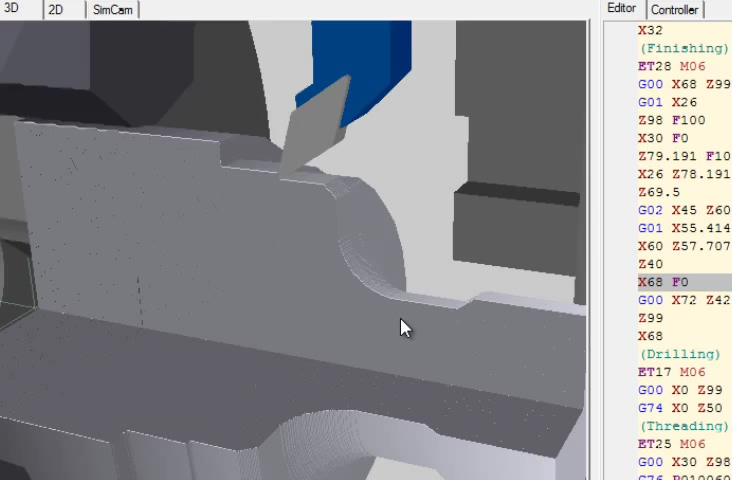 3D 2D SimCam Editor Controller
X32
(Finishing)
ET28 M06
G00 X68 Z99
G01 X26
Z98 F100
X30 F0
Z79.191 F10
X26 Z78.191
Z69.5
G02 X45 Z60
G01 X55.414
X60 Z57.707
Z40
X68 F0
G00 X72 Z42
Z99
X68
(Drilling)
ET17 M06
G00 X0 Z99
G74 X0 Z50
(Threading)
ET25 M06
G00 X30 Z98
G76 P010060